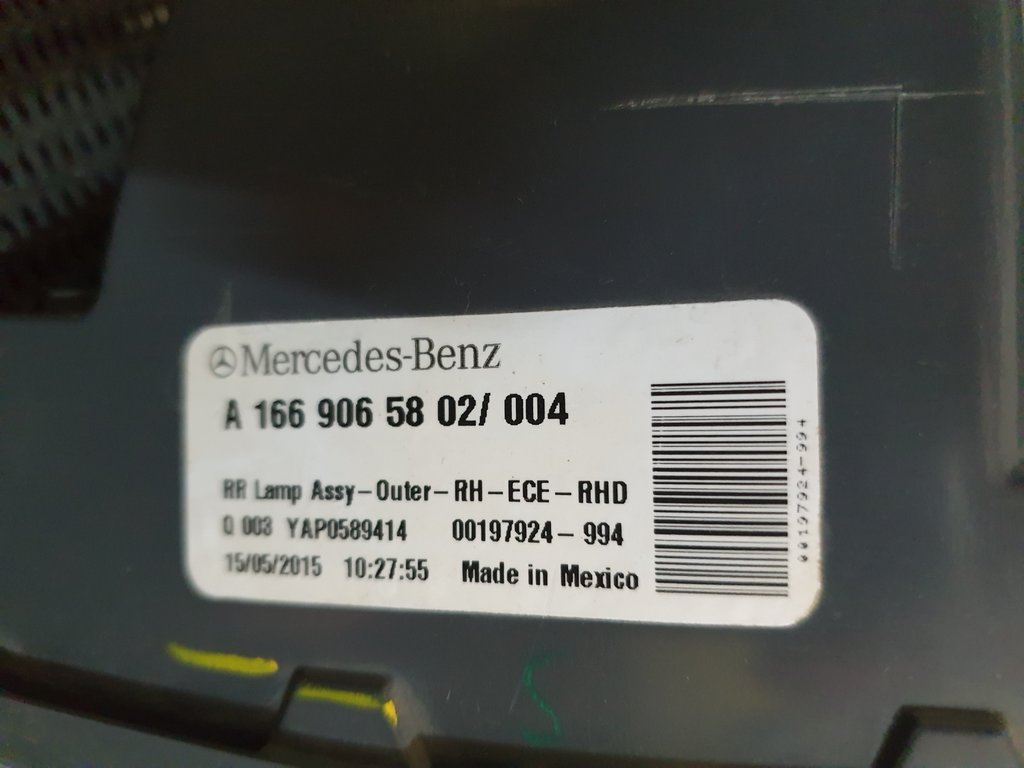 Mercedes-Benz
A 166 906 58 02/ 004
RR Lamp Assy-Outer-RH-ECE-RHD
Q 003 YAP0589414 00197924-994
15/05/2015 10:27:55 Made in Mexico
00197924-994